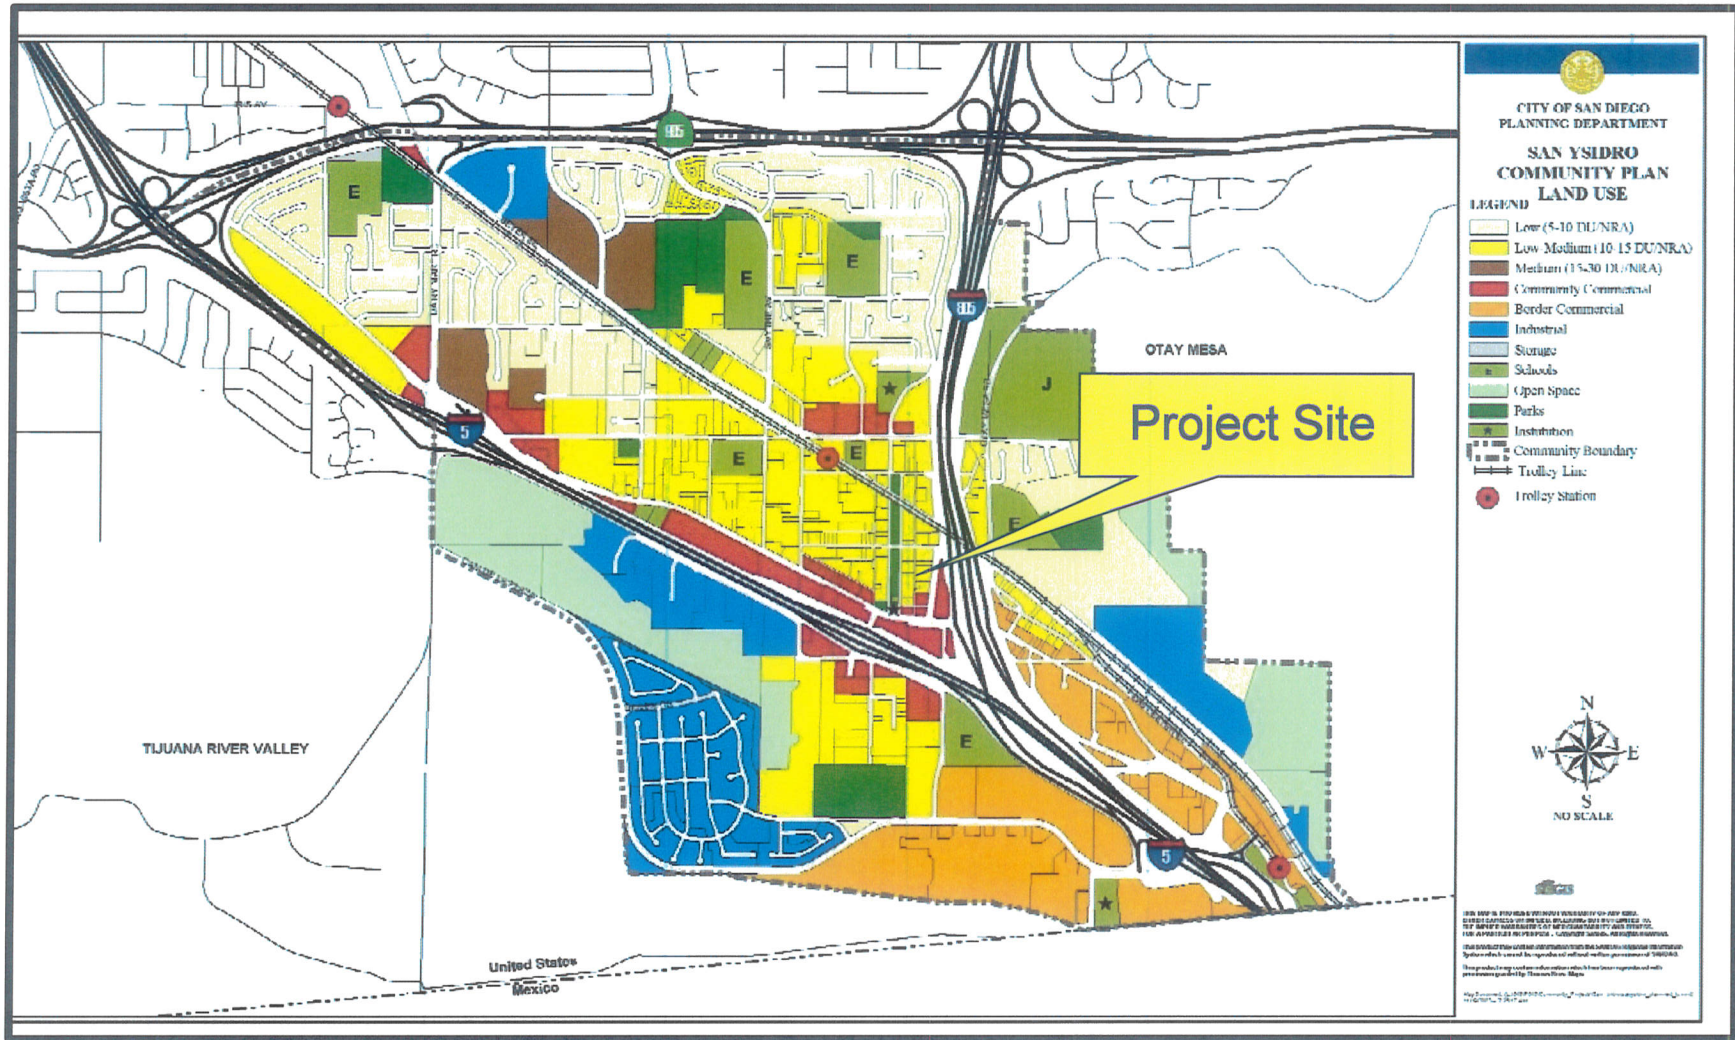 905
E
E
E
E
805
OTAY MESA
J
Project Site
5
E
E
E
TIJUANA RIVER VALLEY
E
5
United States
Mexico
CITY OF SAN DIEGO
PLANNING DEPARTMENT
SAN YSIDRO
COMMUNITY PLAN
LAND USE
LEGEND
Low (5-10 DU/NRA)
Low-Medium (10-15 DU/NRA)
Medium (15-30 DU/NRA)
Community Commercial
Border Commercial
Industrial
Storage
E Schools
Open Space
Parks
Institution
Community Boundary
Trolley Line
Trolley Station
N
W E
S
NO SCALE